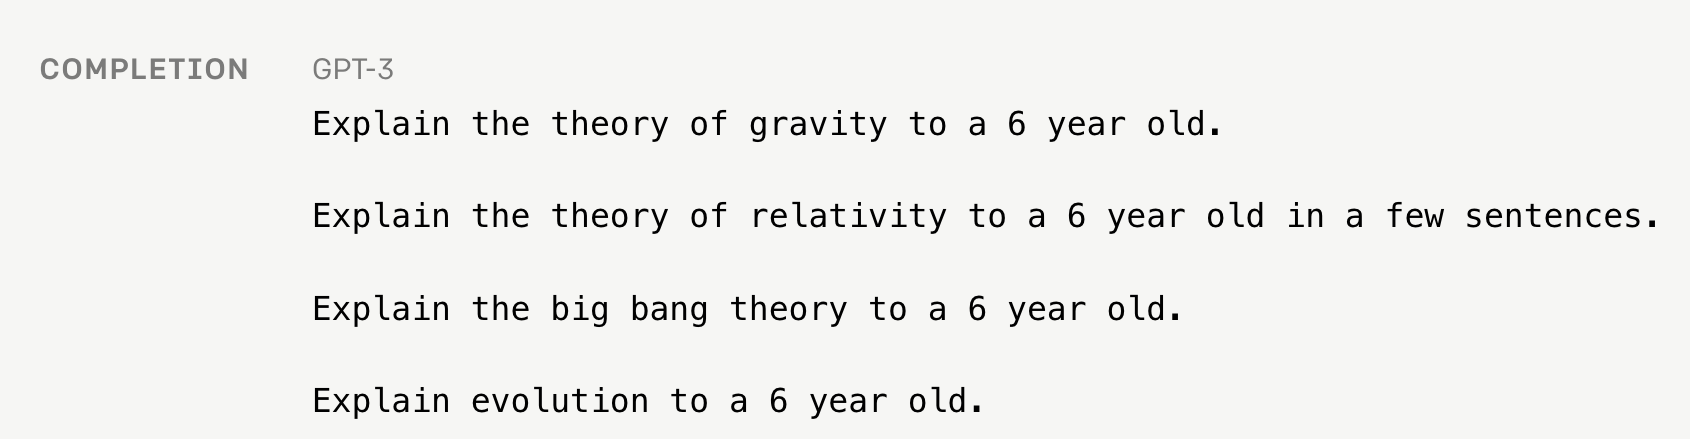 COMPLETION GPT-3
Explain the theory of gravity to a 6 year old.
Explain the theory of relativity to a 6 year old in a few sentences.
Explain the big bang theory to a 6 year old.
Explain evolution to a 6 year old.